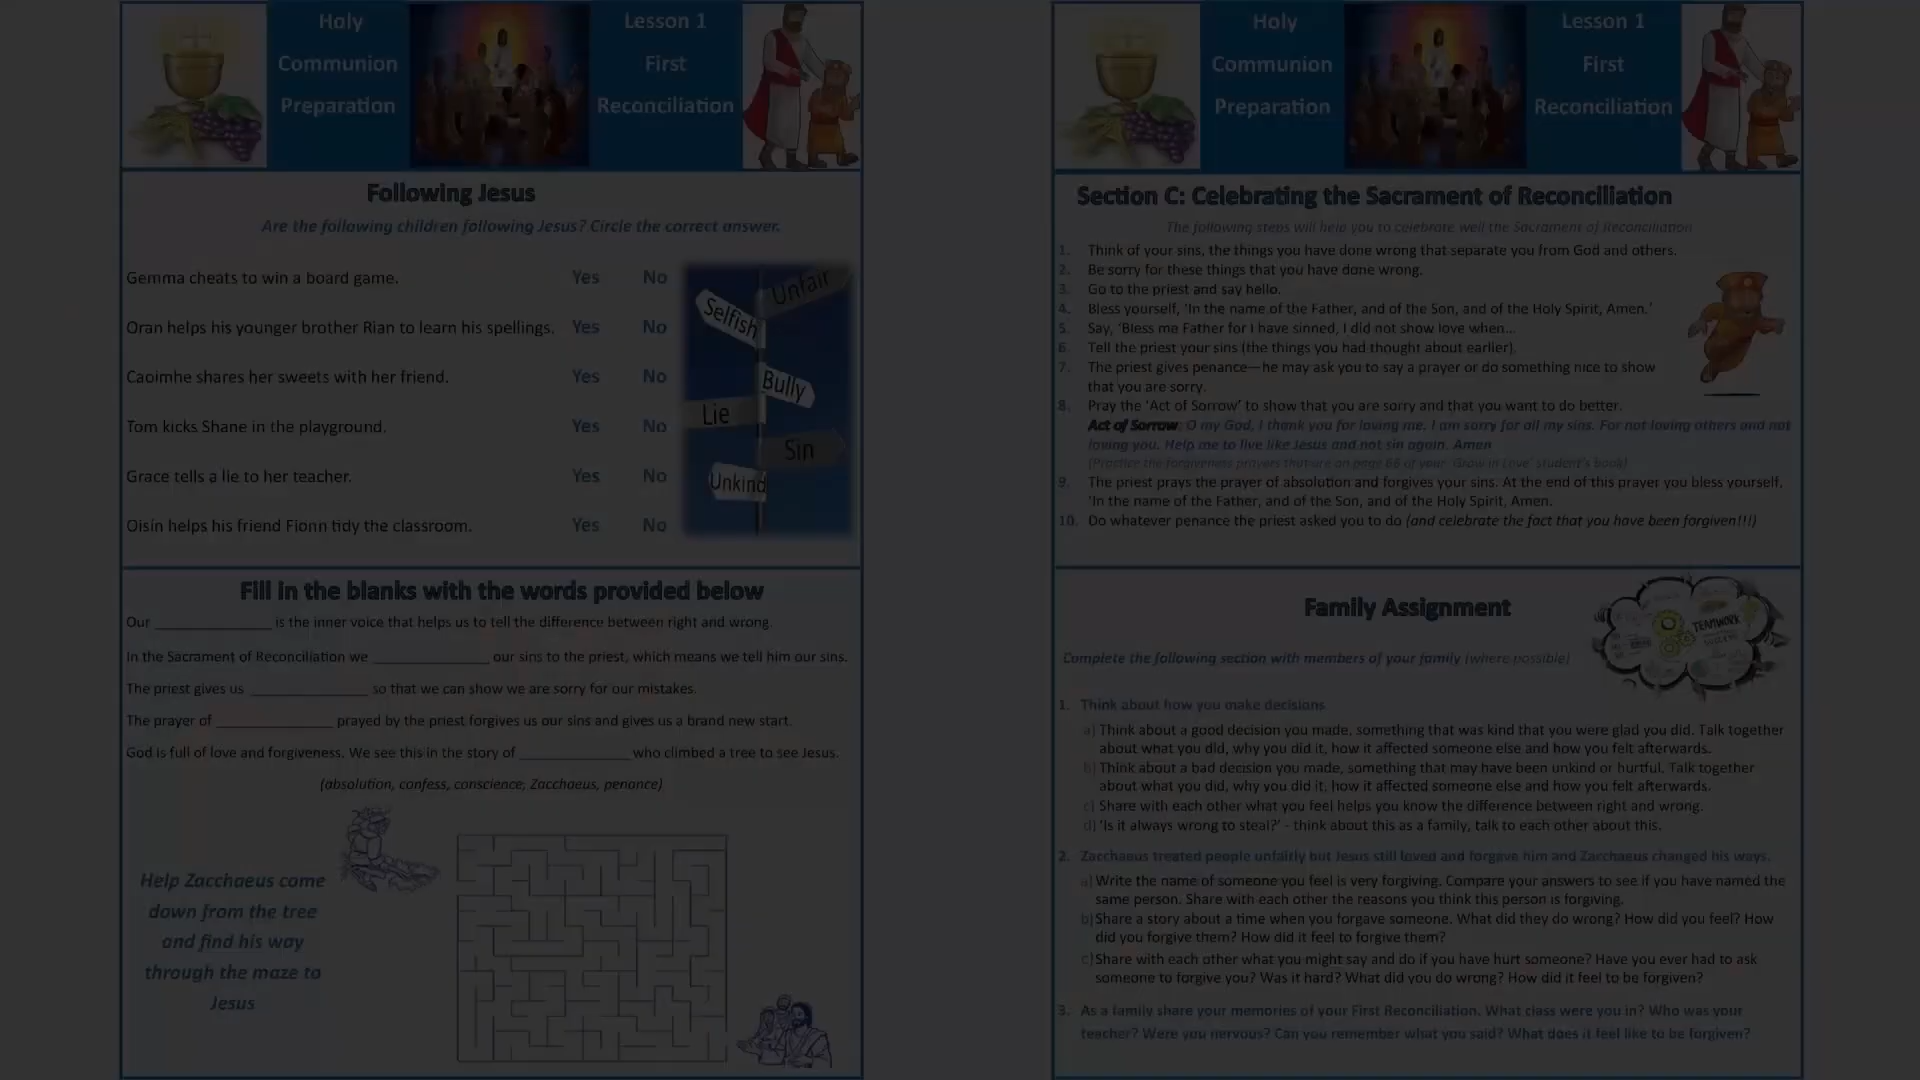 Holy
Communion
Preparation
Lesson 1
First
Reconciliation
Following Jesus
Are the following children following Jesus? Circle the correct answer.
Gemma cheats to win a board game. Yes No
Oran helps his younger brother Rian to learn his spellings. Yes No
Caoimhe shares her sweets with her friend. Yes No
Tom kicks Shane in the playground. Yes No
Grace tells a lie to her teacher. Yes No
Oisín helps his friend Fionn tidy the classroom. Yes No
Unfair
Selfish
Bully
Lie
Sin
Unkind
Fill in the blanks with the words provided below
Our ______________ is the inner voice that helps us to tell the difference between right and wrong.
In the Sacrament of Reconciliation we ______________ our sins to the priest, which means we tell him our sins.
The priest gives us ______________ so that we can show we are sorry for our mistakes.
The prayer of ______________ prayed by the priest forgives us our sins and gives us a brand new start.
God is full of love and forgiveness. We see this in the story of ______________ who climbed a tree to see Jesus.
(absolution, confess, conscience, Zacchaeus, penance)
Help Zacchaeus come
down from the tree
and find his way
through the maze to
Jesus
Holy
Communion
Preparation
Lesson 1
First
Reconciliation
Section C: Celebrating the Sacrament of Reconciliation
The following steps will help you to celebrate well the Sacrament of Reconciliation
1. Think of your sins, the things you have done wrong that separate you from God and others.
2. Be sorry for these things that you have done wrong.
3. Go to the priest and say hello.
4. Bless yourself, 'In the name of the Father, and of the Son, and of the Holy Spirit, Amen.'
5. Say, 'Bless me Father for I have sinned, I did not show love when...
6. Tell the priest your sins (the things you had thought about earlier).
7. The priest gives penance—he may ask you to say a prayer or do something nice to show
that you are sorry.
8. Pray the 'Act of Sorrow' to show that you are sorry and that you want to do better.
Act of Sorrow: O my God, I thank you for loving me. I am sorry for all my sins. For not loving others and not
loving you. Help me to live like Jesus and not sin again. Amen
(Practice the forgiveness prayers that are on page 66 of your 'Grow in Love' student's book)
9. The priest prays the prayer of absolution and forgives your sins. At the end of this prayer you bless yourself,
'In the name of the Father, and of the Son, and of the Holy Spirit, Amen.
10. Do whatever penance the priest asked you to do (and celebrate the fact that you have been forgiven!!!)
Family Assignment
TEAMWORK
Complete the following section with members of your family (where possible)
1. Think about how you make decisions
a) Think about a good decision you made, something that was kind that you were glad you did. Talk together
about what you did, why you did it, how it affected someone else and how you felt afterwards.
b) Think about a bad decision you made, something that may have been unkind or hurtful. Talk together
about what you did, why you did it, how it affected someone else and how you felt afterwards.
c) Share with each other what you feel helps you know the difference between right and wrong.
d) 'Is it always wrong to steal?' - think about this as a family, talk to each other about this.
2. Zacchaeus treated people unfairly but Jesus still loved and forgave him and Zacchaeus changed his ways.
a) Write the name of someone you feel is very forgiving. Compare your answers to see if you have named the
same person. Share with each other the reasons you think this person is forgiving.
b) Share a story about a time when you forgave someone. What did they do wrong? How did you feel? How
did you forgive them? How did it feel to forgive them?
c) Share with each other what you might say and do if you have hurt someone? Have you ever had to ask
someone to forgive you? Was it hard? What did you do wrong? How did it feel to be forgiven?
3. As a family share your memories of your First Reconciliation. What class were you in? Who was your
teacher? Were you nervous? Can you remember what you said? What does it feel like to be forgiven?